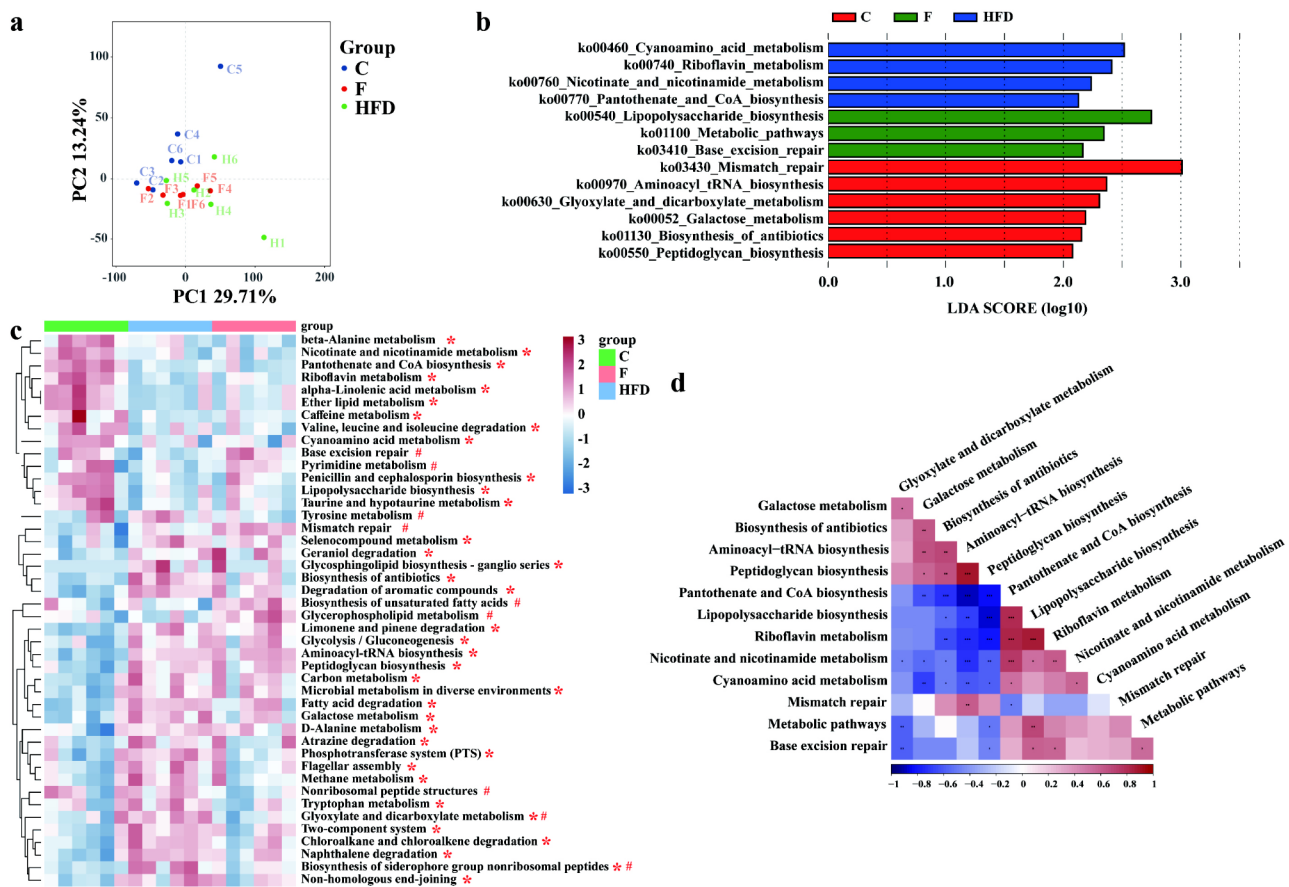 a
Group
C
F
HFD
100
50
0
-50
-100
0
100
200
PC2 13.24%
PC1 29.71%
C5
C4
C6
C1
H6
C3
C2
H5
F5
F3
F4
F2
H2
F1F6
H3
H4
H1
b
C
F
HFD
ko00460_Cyanoamino_acid_metabolism
ko00740_Riboflavin_metabolism
ko00760_Nicotinate_and_nicotinamide_metabolism
ko00770_Pantothenate_and_CoA_biosynthesis
ko00540_Lipopolysaccharide_biosynthesis
ko01100_Metabolic_pathways
ko03410_Base_excision_repair
ko03430_Mismatch_repair
ko00970_Aminoacyl_tRNA_biosynthesis
ko00630_Glyoxylate_and_dicarboxylate_metabolism
ko00052_Galactose_metabolism
ko01130_Biosynthesis_of_antibiotics
ko00550_Peptidoglycan_biosynthesis
0.0
1.0
2.0
3.0
LDA SCORE (log10)
c
group
beta-Alanine metabolism *
Nicotinate and nicotinamide metabolism *
Pantothenate and CoA biosynthesis *
Riboflavin metabolism *
alpha-Linolenic acid metabolism *
Ether lipid metabolism *
Caffeine metabolism *
Valine, leucine and isoleucine degradation *
Cyanoamino acid metabolism *
Base excision repair #
Pyrimidine metabolism #
Penicillin and cephalosporin biosynthesis *
Lipopolysaccharide biosynthesis *
Taurine and hypotaurine metabolism *
Tyrosine metabolism #
Mismatch repair #
Selenocompound metabolism *
Geraniol degradation *
Glycosphingolipid biosynthesis - ganglio series *
Biosynthesis of antibiotics *
Degradation of aromatic compounds *
Biosynthesis of unsaturated fatty acids #
Glycerophospholipid metabolism #
Limonene and pinene degradation *
Glycolysis / Gluconeogenesis *
Aminoacyl-tRNA biosynthesis *
Peptidoglycan biosynthesis *
Carbon metabolism *
Microbial metabolism in diverse environments *
Fatty acid degradation *
Galactose metabolism *
D-Alanine metabolism *
Atrazine degradation *
Phosphotransferase system (PTS) *
Flagellar assembly *
Methane metabolism *
Nonribosomal peptide structures #
Tryptophan metabolism *
Glyoxylate and dicarboxylate metabolism * #
Two-component system *
Chloroalkane and chloroalkene degradation *
Naphthalene degradation *
Biosynthesis of siderophore group nonribosomal peptides * #
Non-homologous end-joining *
3
2
1
0
-1
-2
-3
group
C
F
HFD
d
Glyoxylate and dicarboxylate metabolism
Galactose metabolism
Biosynthesis of antibiotics
Aminoacyl−tRNA biosynthesis
Peptidoglycan biosynthesis
Pantothenate and CoA biosynthesis
Lipopolysaccharide biosynthesis
Riboflavin metabolism
Nicotinate and nicotinamide metabolism
Cyanoamino acid metabolism
Mismatch repair
Metabolic pathways
Galactose metabolism
Biosynthesis of antibiotics
Aminoacyl−tRNA biosynthesis
Peptidoglycan biosynthesis
Pantothenate and CoA biosynthesis
Lipopolysaccharide biosynthesis
Riboflavin metabolism
Nicotinate and nicotinamide metabolism
Cyanoamino acid metabolism
Mismatch repair
Metabolic pathways
Base excision repair
−1
−0.8
−0.6
−0.4
−0.2
0
0.2
0.4
0.6
0.8
1